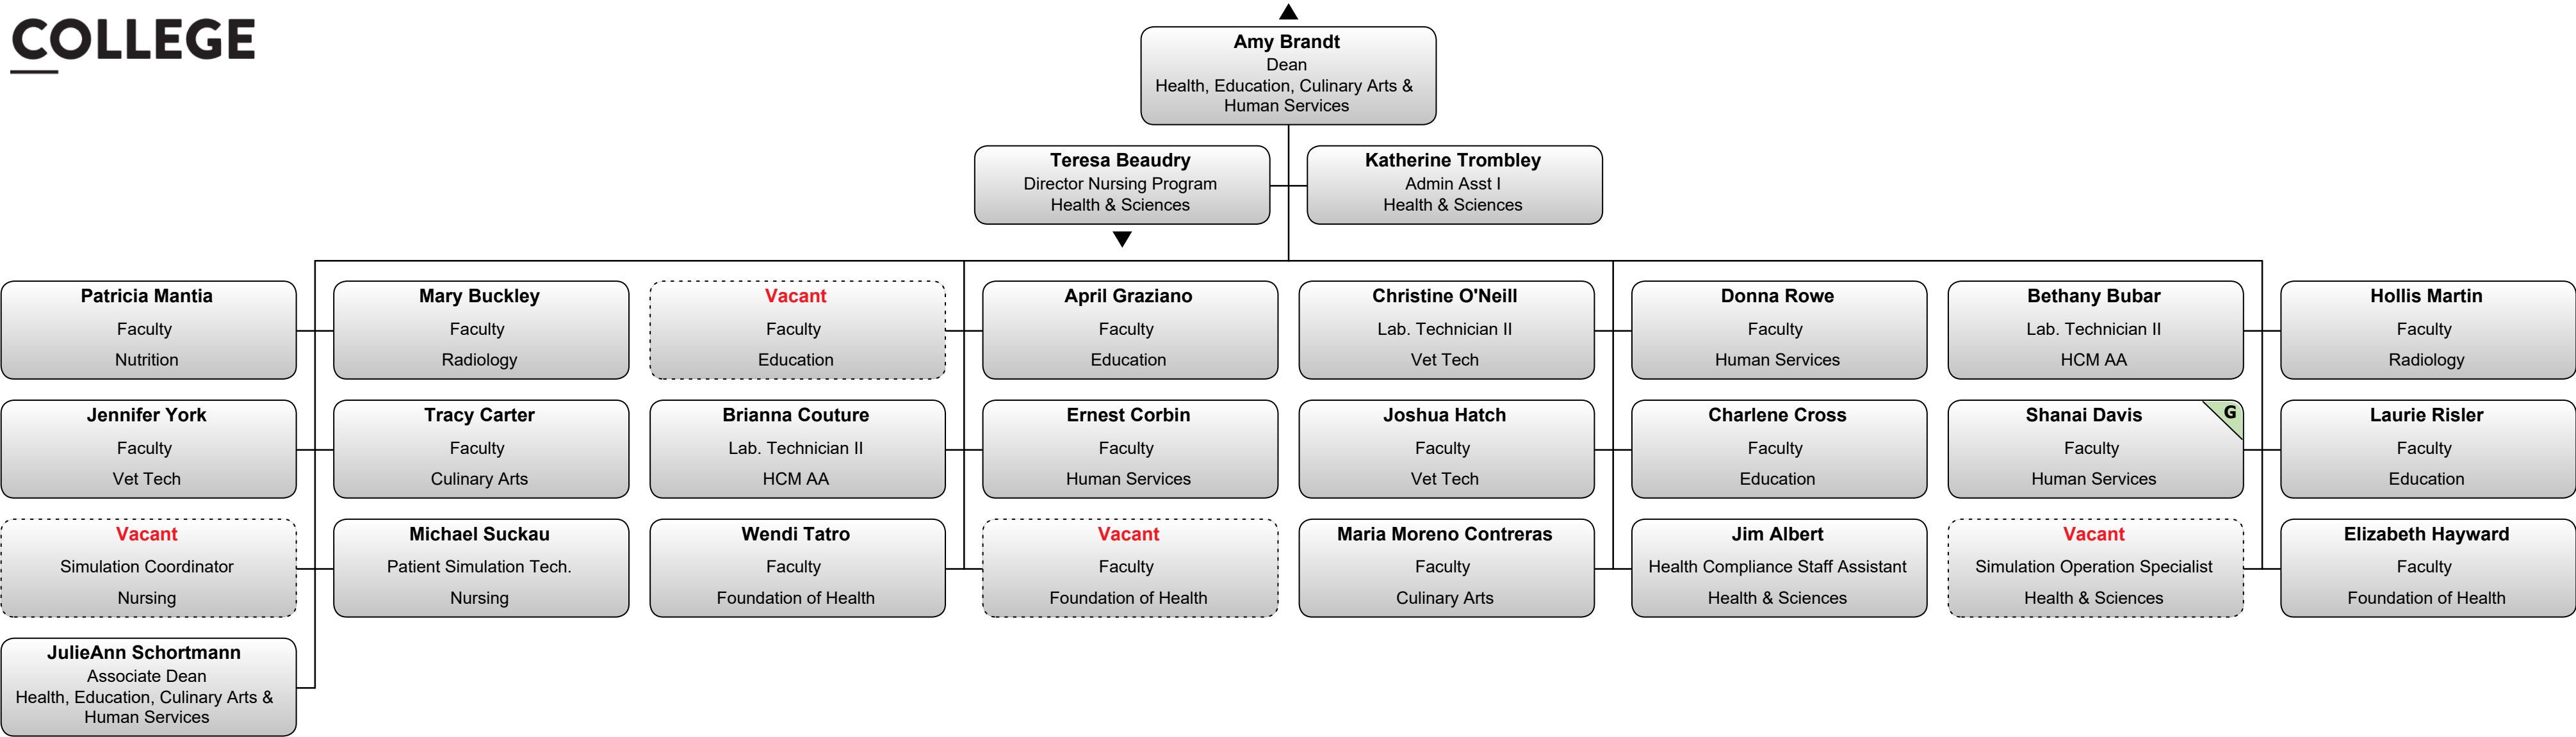 COLLEGE
Amy Brandt
Dean
Health, Education, Culinary Arts &
Human Services
Teresa Beaudry
Director Nursing Program
Health & Sciences
Katherine Trombley
Admin Asst I
Health & Sciences
Patricia Mantia
Faculty
Nutrition
Mary Buckley
Faculty
Radiology
Vacant
Faculty
Education
April Graziano
Faculty
Education
Christine O'Neill
Lab. Technician II
Vet Tech
Donna Rowe
Faculty
Human Services
Bethany Bubar
Lab. Technician II
HCM AA
Hollis Martin
Faculty
Radiology
Jennifer York
Faculty
Vet Tech
Tracy Carter
Faculty
Culinary Arts
Brianna Couture
Lab. Technician II
HCM AA
Ernest Corbin
Faculty
Human Services
Joshua Hatch
Faculty
Vet Tech
Charlene Cross
Faculty
Education
Shanai Davis
G
Faculty
Human Services
Laurie Risler
Faculty
Education
Vacant
Simulation Coordinator
Nursing
Michael Suckau
Patient Simulation Tech.
Nursing
Wendi Tatro
Faculty
Foundation of Health
Vacant
Faculty
Foundation of Health
Maria Moreno Contreras
Faculty
Culinary Arts
Jim Albert
Health Compliance Staff Assistant
Health & Sciences
Vacant
Simulation Operation Specialist
Health & Sciences
Elizabeth Hayward
Faculty
Foundation of Health
JulieAnn Schortmann
Associate Dean
Health, Education, Culinary Arts &
Human Services